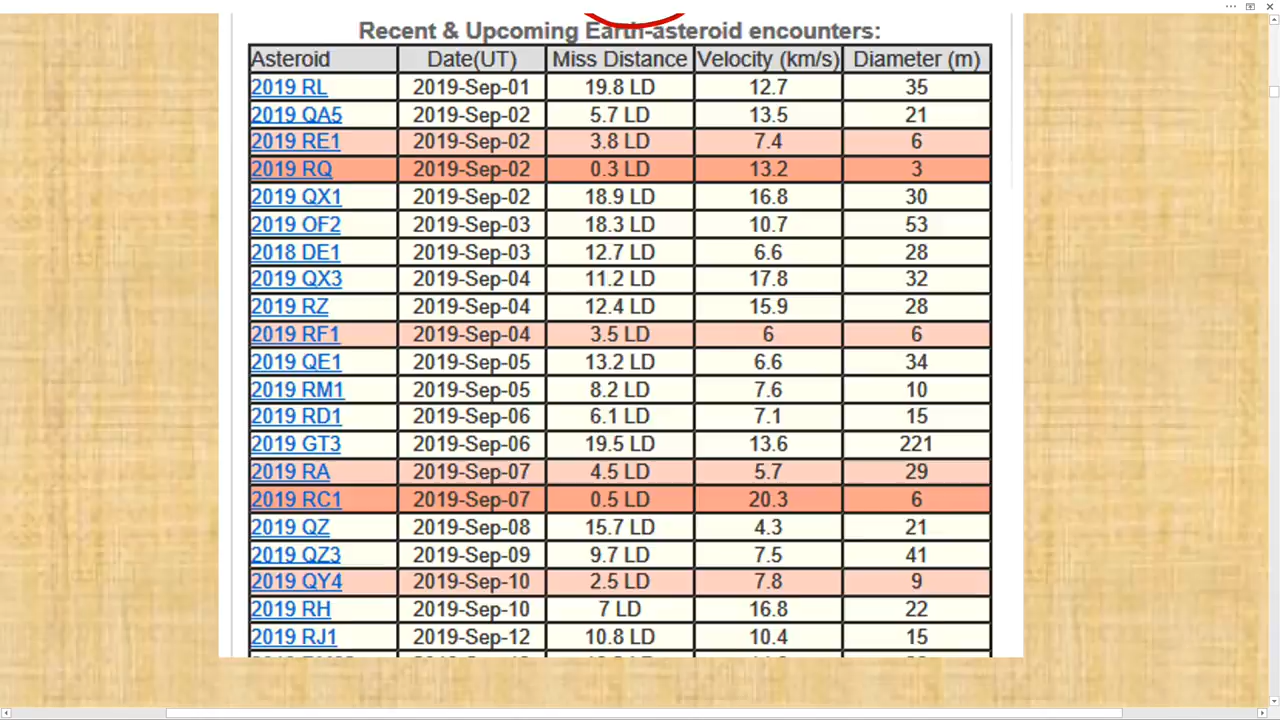 Recent & Upcoming Earth-asteroid encounters:
Asteroid Date(UT) Miss Distance Velocity (km/s) Diameter (m)
2019 RL 2019-Sep-01 19.8 LD 12.7 35
2019 QA5 2019-Sep-02 5.7 LD 13.5 21
2019 RE1 2019-Sep-02 3.8 LD 7.4 6
2019 RQ 2019-Sep-02 0.3 LD 13.2 3
2019 QX1 2019-Sep-02 18.9 LD 16.8 30
2019 OF2 2019-Sep-03 18.3 LD 10.7 53
2018 DE1 2019-Sep-03 12.7 LD 6.6 28
2019 QX3 2019-Sep-04 11.2 LD 17.8 32
2019 RZ 2019-Sep-04 12.4 LD 15.9 28
2019 RF1 2019-Sep-04 3.5 LD 6 6
2019 QE1 2019-Sep-05 13.2 LD 6.6 34
2019 RM1 2019-Sep-05 8.2 LD 7.6 10
2019 RD1 2019-Sep-06 6.1 LD 7.1 15
2019 GT3 2019-Sep-06 19.5 LD 13.6 221
2019 RA 2019-Sep-07 4.5 LD 5.7 29
2019 RC1 2019-Sep-07 0.5 LD 20.3 6
2019 QZ 2019-Sep-08 15.7 LD 4.3 21
2019 QZ3 2019-Sep-09 9.7 LD 7.5 41
2019 QY4 2019-Sep-10 2.5 LD 7.8 9
2019 RH 2019-Sep-10 7 LD 16.8 22
2019 RJ1 2019-Sep-12 10.8 LD 10.4 15